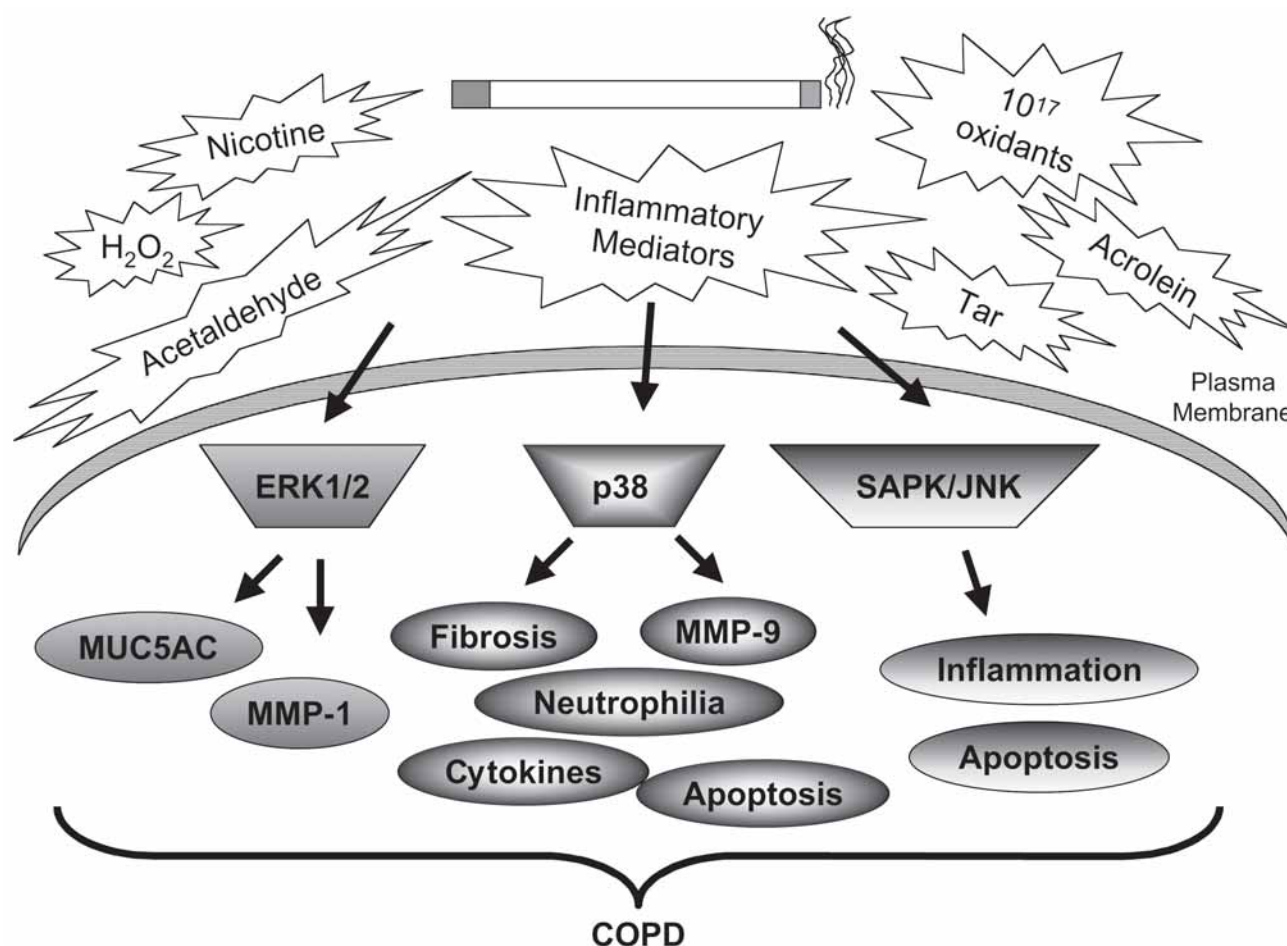 Nicotine
10¹⁷
oxidants
H₂O₂
Inflammatory
Mediators
Acrolein
Acetaldehyde
Tar
Plasma
Membrane
ERK1/2
p38
SAPK/JNK
MUC5AC
MMP-1
Fibrosis
MMP-9
Neutrophilia
Cytokines
Apoptosis
Inflammation
Apoptosis
COPD